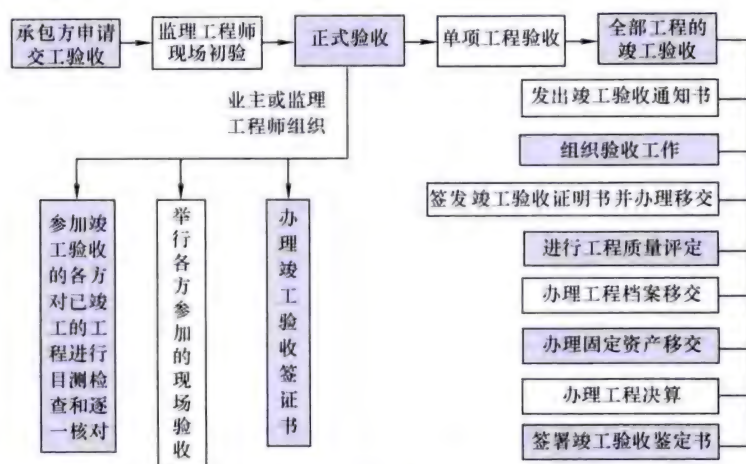 承包方申请
交工验收
监理工程师
现场初验
正式验收
单项工程验收
全部工程的
竣工验收
业主或监理
工程师组织
发出竣工验收通知书
组织验收工作
签发竣工验收证明书并办理移交
进行工程质量评定
办理工程档案移交
办理固定资产移交
办理工程决算
签署竣工验收鉴定书
参加竣
工验收
的各方
对已竣
工的工
程进行
目测检
查和逐
一核对
举行各方参加的现场验收
办理竣工验收签证书